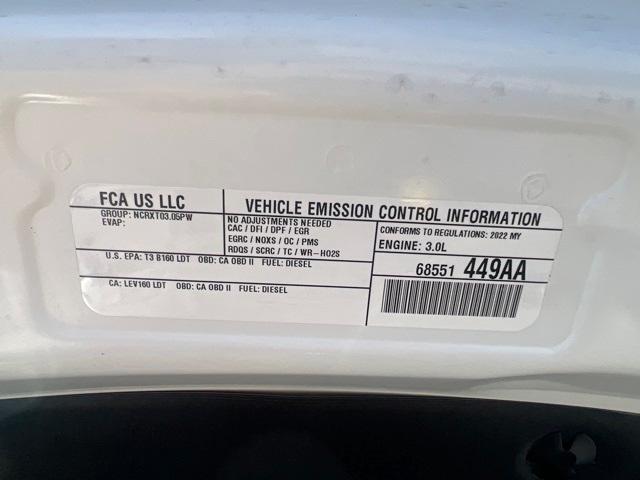 FCA US LLC
GROUP: NCRXT03.05PW
EVAP:
VEHICLE EMISSION CONTROL INFORMATION
NO ADJUSTMENTS NEEDED
CAC / DFI / DPF / EGR
EGRC / NOXS / OC / PMS
RDQS / SCRC / TC / WR-HO2S
CONFORMS TO REGULATIONS: 2022 MY
ENGINE: 3.0L
U.S. EPA: T3 B160 LDT OBD: CA OBD II FUEL: DIESEL
CA: LEV160 LDT OBD: CA OBD II FUEL: DIESEL
68551 449AA